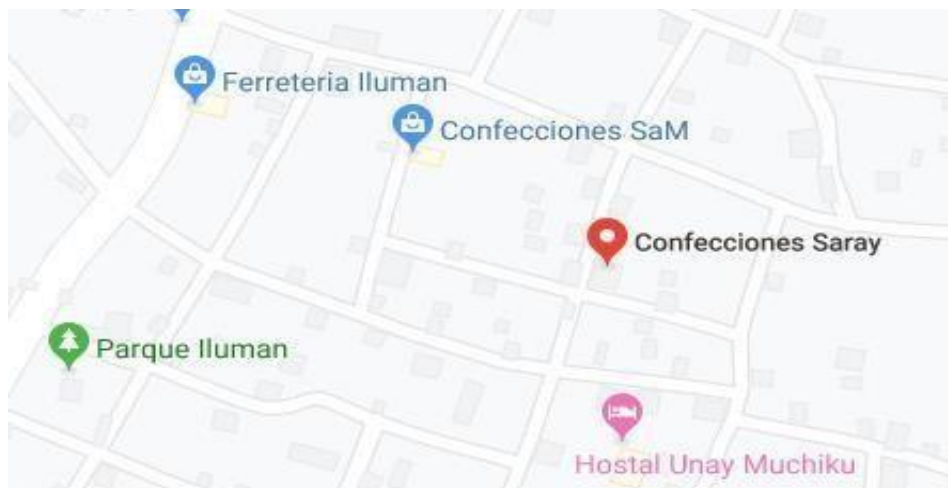 Ferreteria Iluman
Confecciones SaM
Confecciones Saray
Parque Iluman
Hostal Unay Muchiku